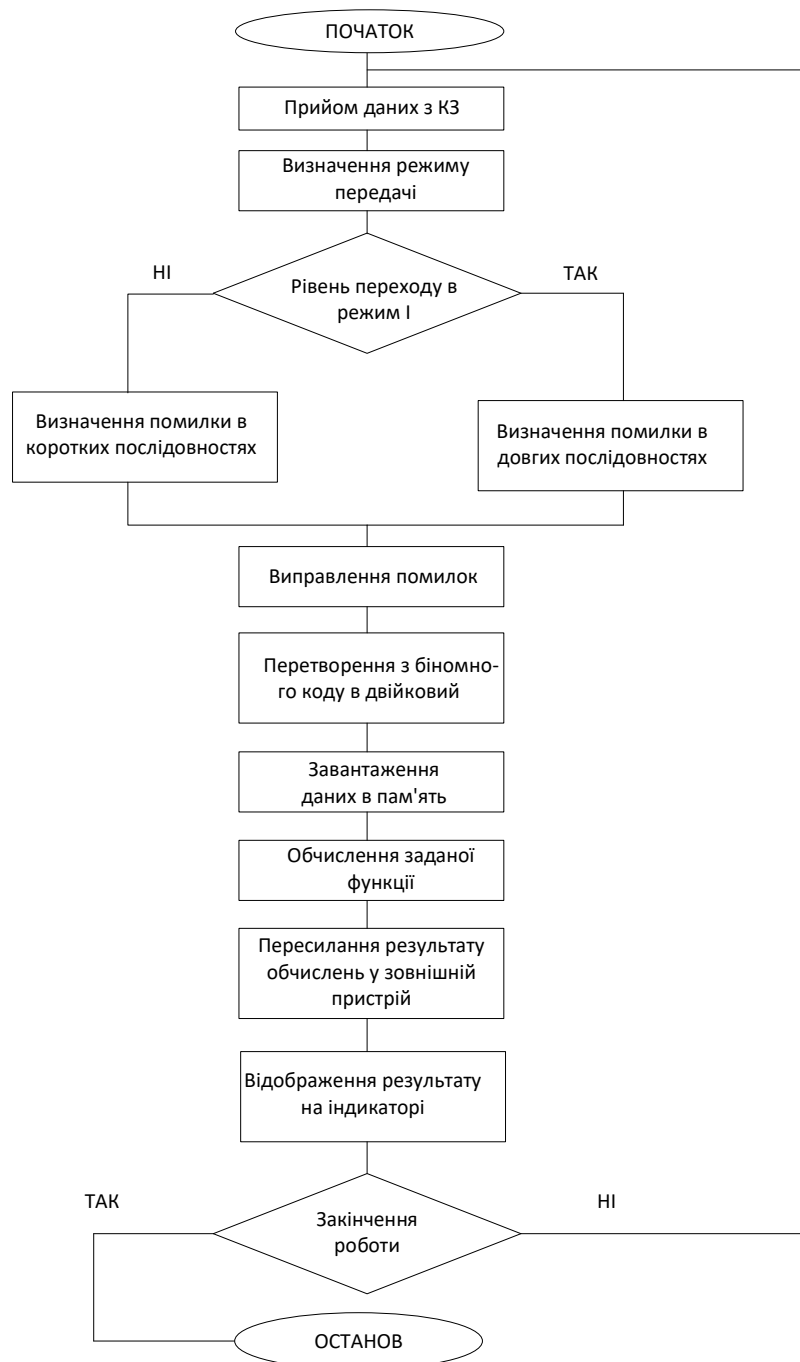 ПОЧАТОК
Прийом даних з КЗ
Визначення режиму
передачі
НІ
ТАК
Рівень переходу в
режим І
Визначення помилки в
коротких послідовностях
Визначення помилки в
довгих послідовностях
Виправлення помилок
Перетворення з біномно-
го коду в двійковий
Завантаження
даних в пам'ять
Обчислення заданої
функції
Пересилання результату
обчислень у зовнішній
пристрій
Відображення результату
на індикаторі
ТАК
НІ
Закінчення
роботи
ОСТАНОВ